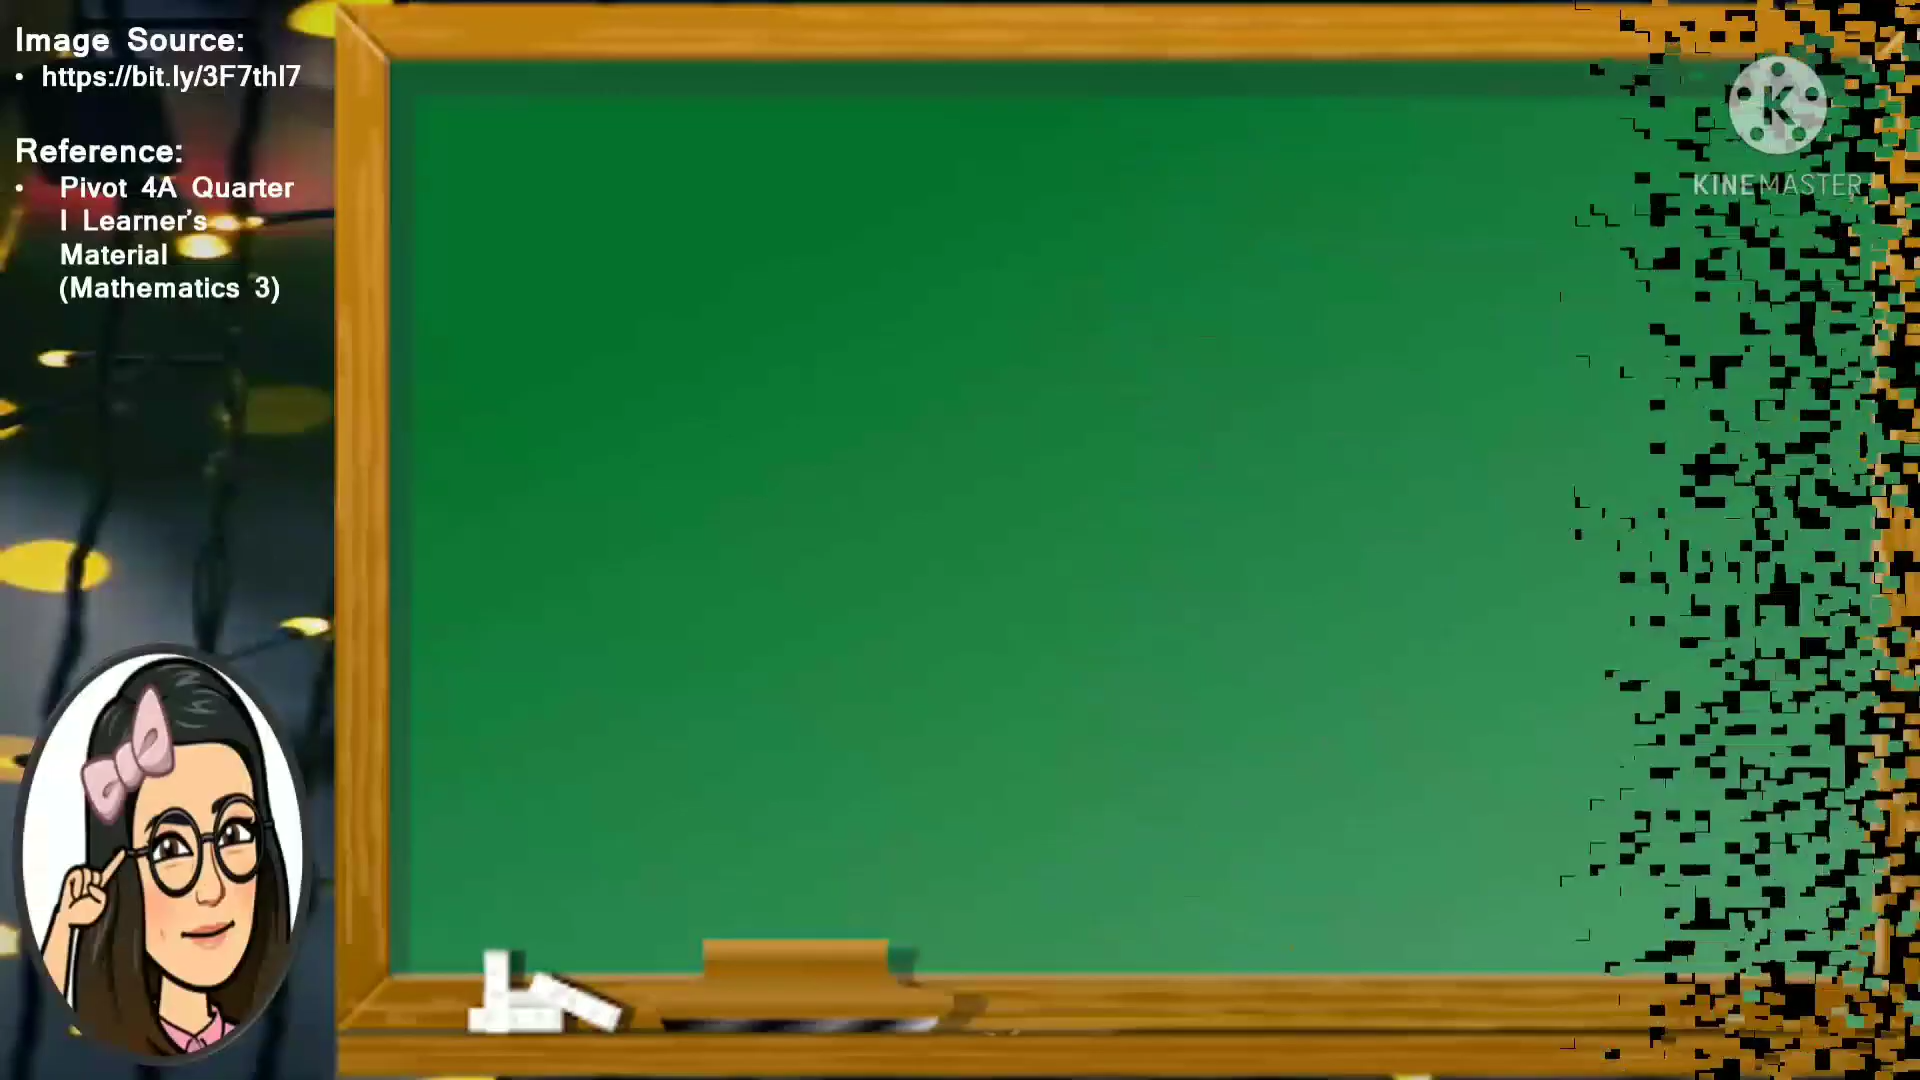 Image Source:
• https://bit.ly/3F7thl7
Reference:
• Pivot 4A Quarter
I Learner's
Material
(Mathematics 3)
K
KINEMASTER